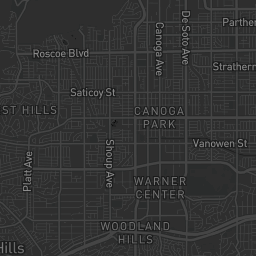 Parthen
Canoga Ave
De Soto Ave
Roscoe Blvd
Strathern
Saticoy St
ST HILLS
CANOGA
PARK
Vanowen St
Shoup Ave
Platt Ave
WARNER
CENTER
WOODLAND
HILLS
Hills